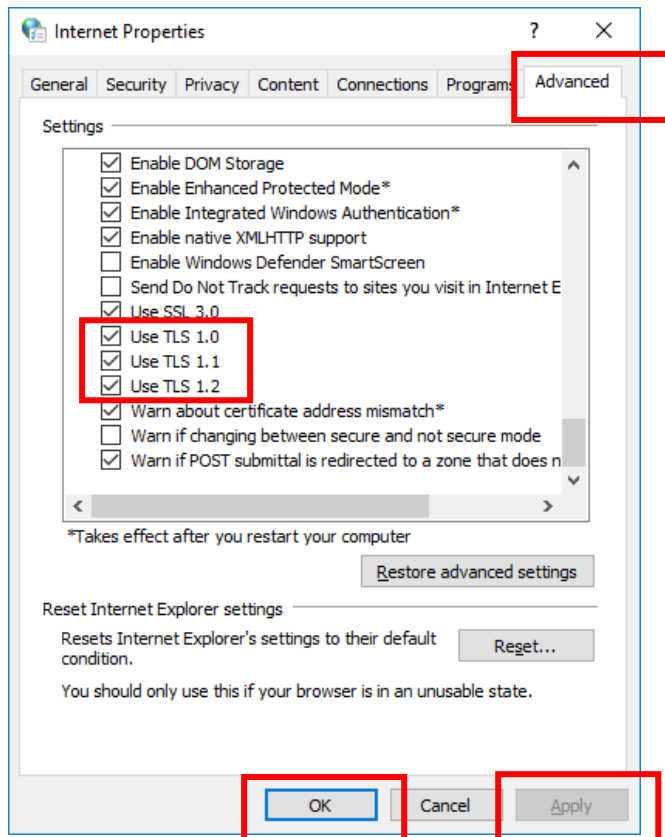 Internet Properties
?
General Security Privacy Content Connections Programs Advanced
Settings
Enable DOM Storage
Enable Enhanced Protected Mode*
Enable Integrated Windows Authentication*
Enable native XMLHTTP support
Enable Windows Defender SmartScreen
Send Do Not Track requests to sites you visit in Internet E
Use SSL 3.0
Use TLS 1.0
Use TLS 1.1
Use TLS 1.2
Warn about certificate address mismatch*
Warn if changing between secure and not secure mode
Warn if POST submittal is redirected to a zone that does n
*Takes effect after you restart your computer
Restore advanced settings
Reset Internet Explorer settings
Resets Internet Explorer's settings to their default
condition.
Reset...
You should only use this if your browser is in an unusable state.
OK Cancel Apply